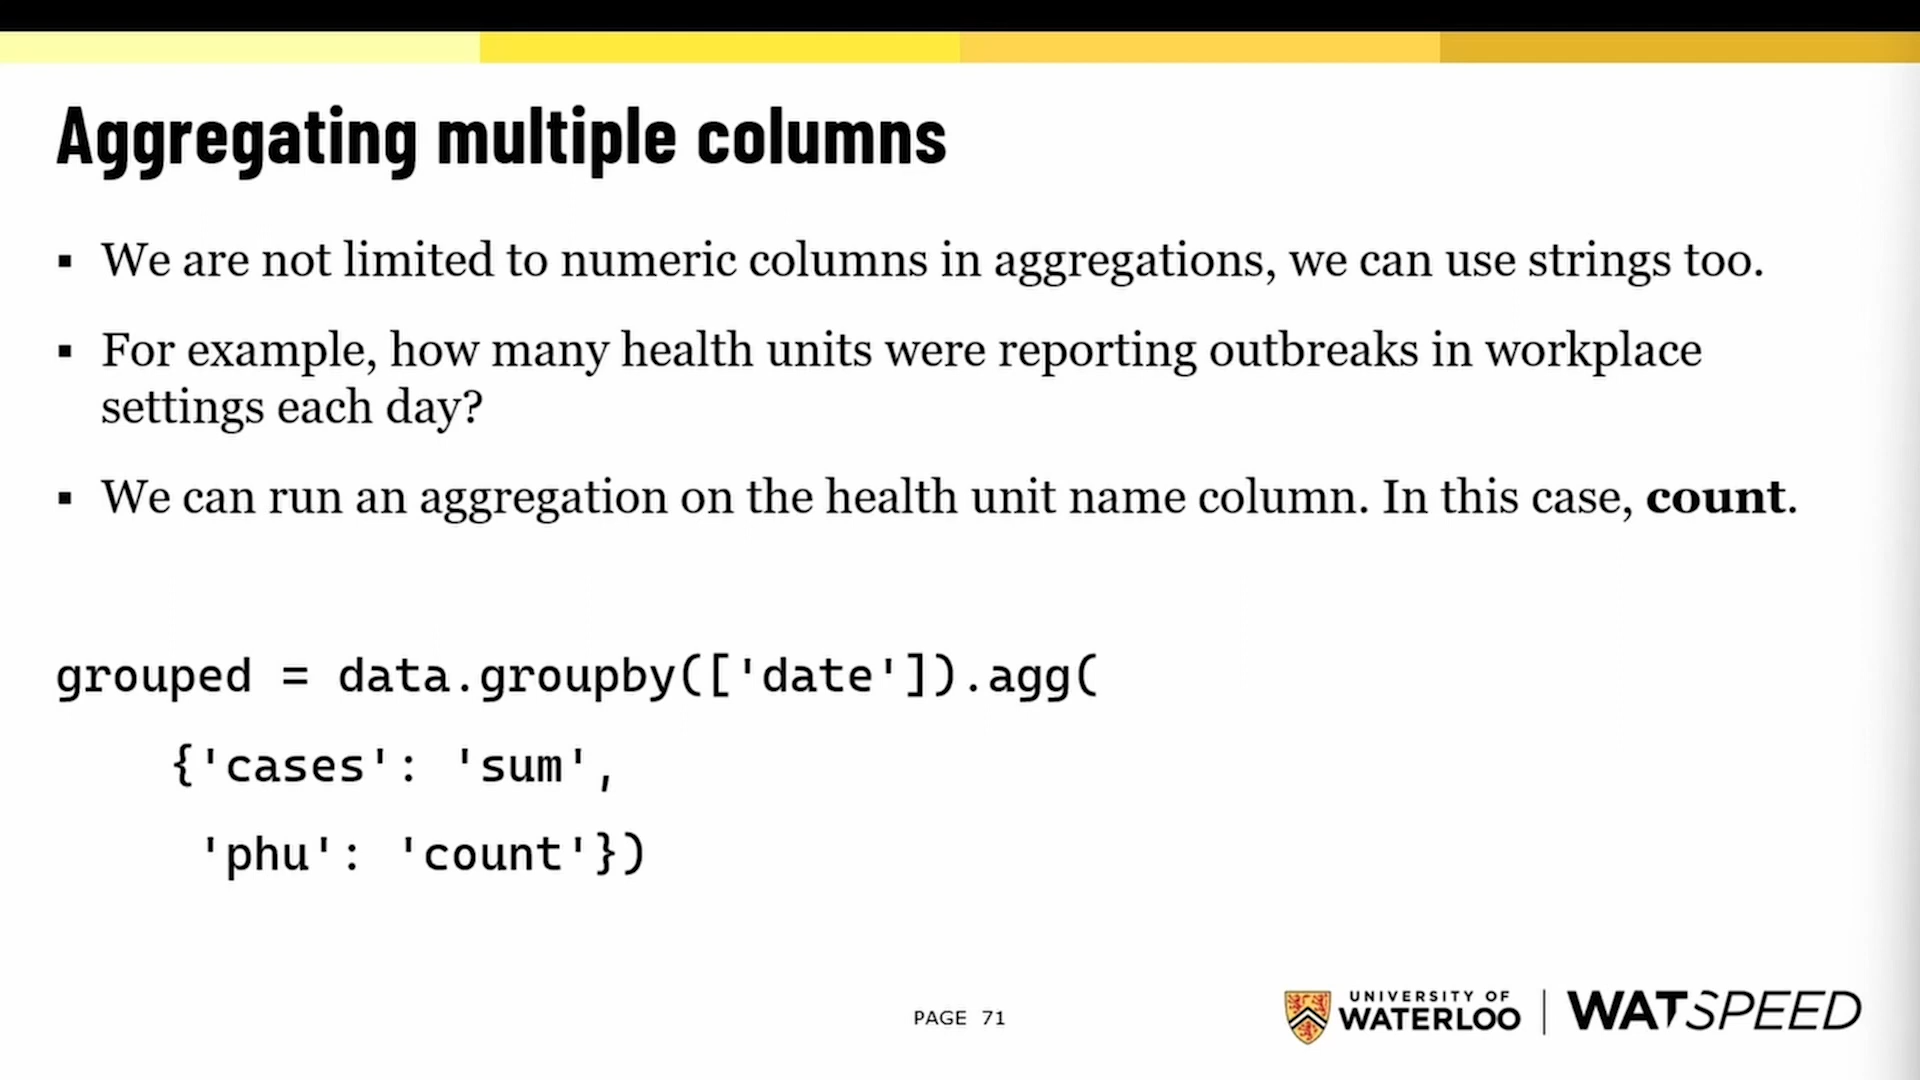 Aggregating multiple columns
▪ We are not limited to numeric columns in aggregations, we can use strings too.
▪ For example, how many health units were reporting outbreaks in workplace
settings each day?
▪ We can run an aggregation on the health unit name column. In this case, count.
grouped = data.groupby(['date']).agg(
{'cases': 'sum',
'phu': 'count'})
PAGE 71
UNIVERSITY OF
WATERLOO
WATSPEED